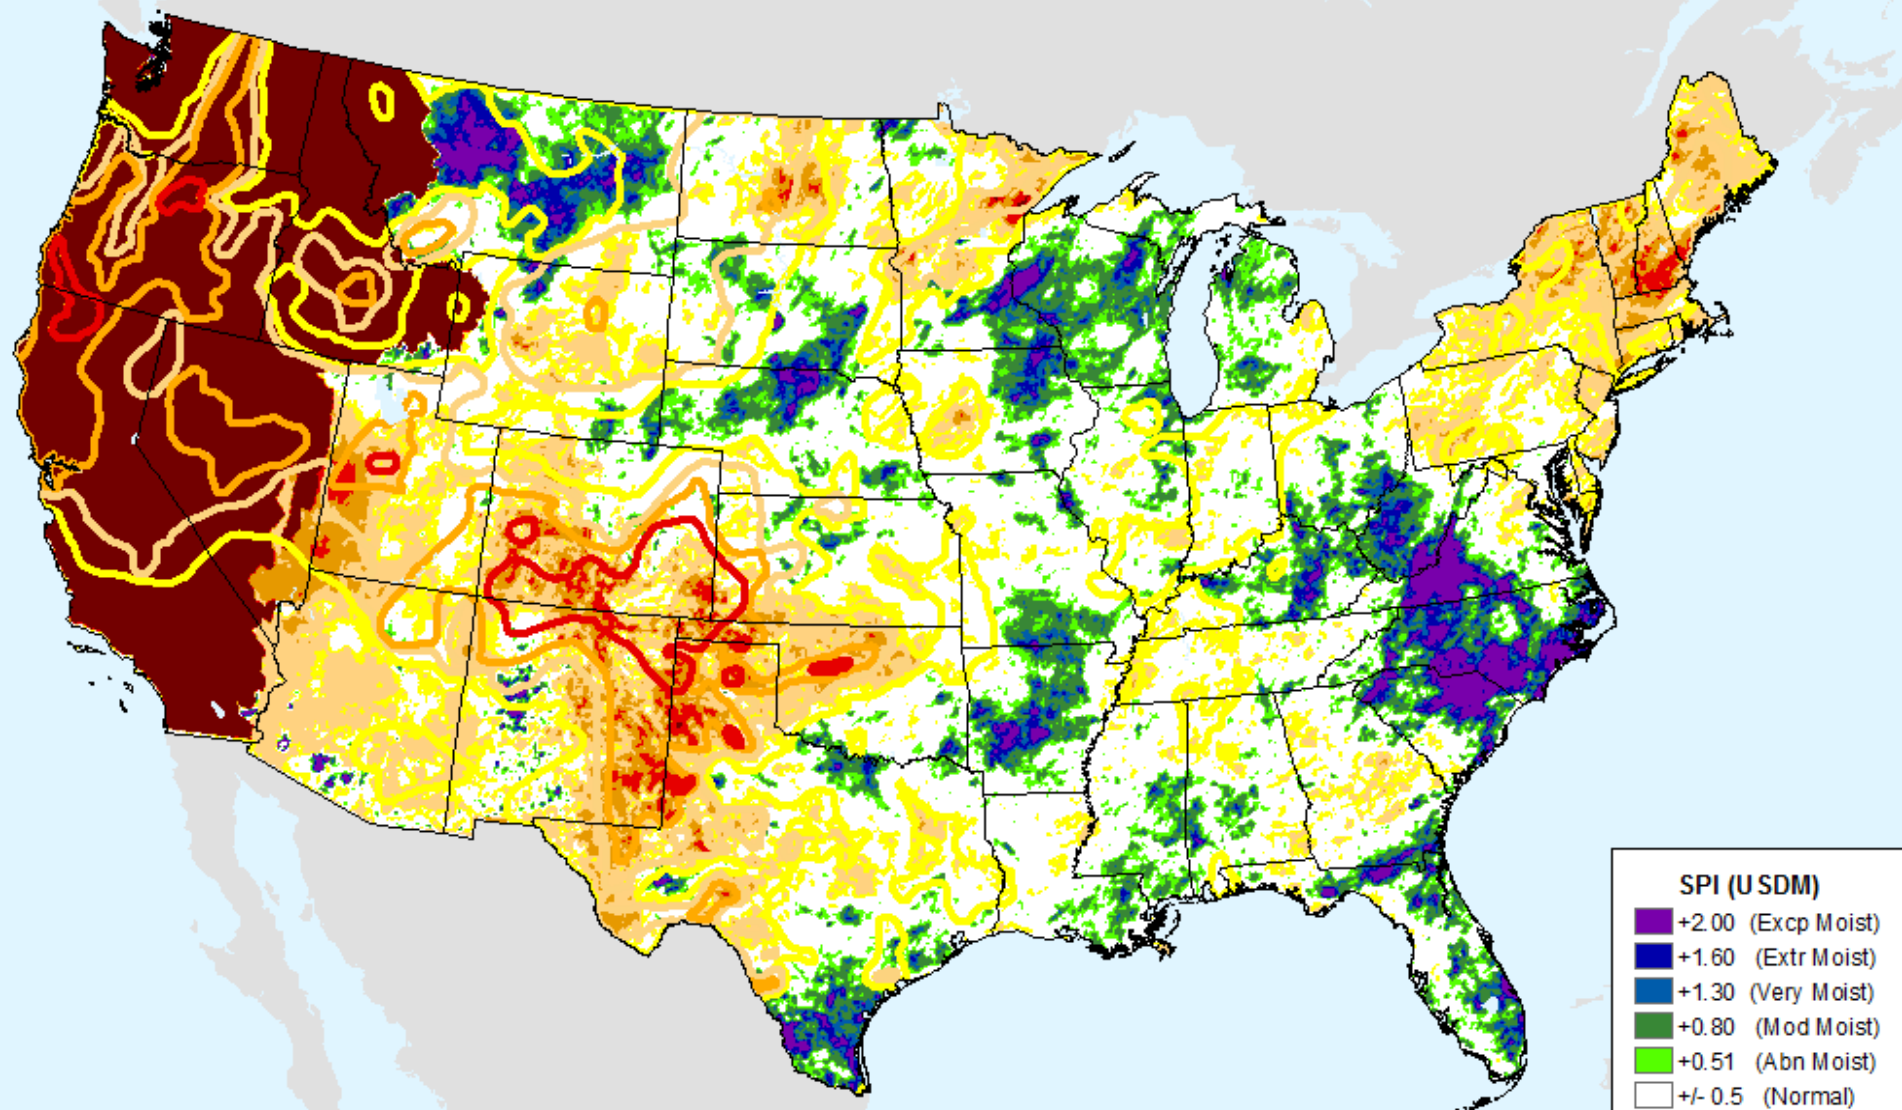 SPI (USDM)
+2.00 (Excp Moist)
+1.60 (Extr Moist)
+1.30 (Very Moist)
+0.80 (Mod Moist)
+0.51 (Abn Moist)
+/- 0.5 (Normal)